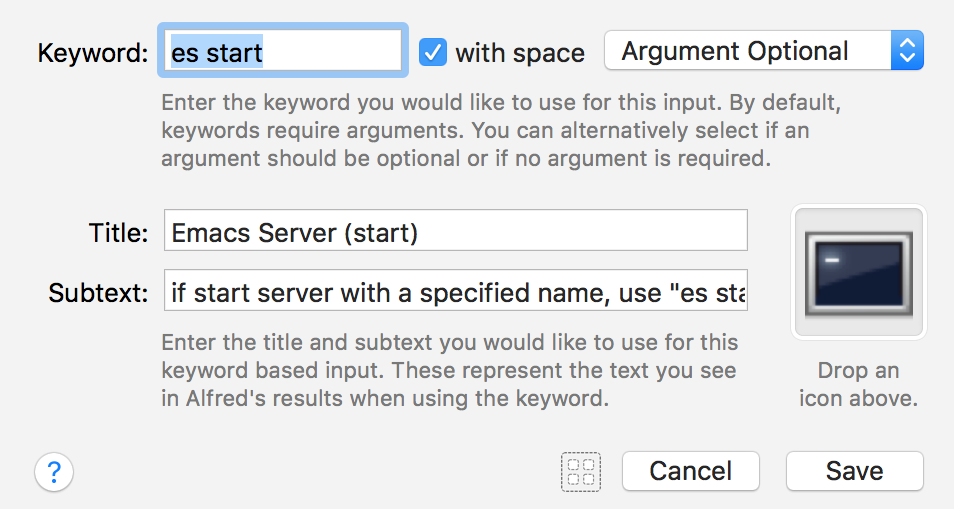 Keyword: es start with space Argument Optional
Enter the keyword you would like to use for this input. By default,
keywords require arguments. You can alternatively select if an
argument should be optional or if no argument is required.
Title: Emacs Server (start)
Subtext: if start server with a specified name, use "es sta
Enter the title and subtext you would like to use for this
keyword based input. These represent the text you see
in Alfred's results when using the keyword.
Drop an
icon above.
? Cancel Save